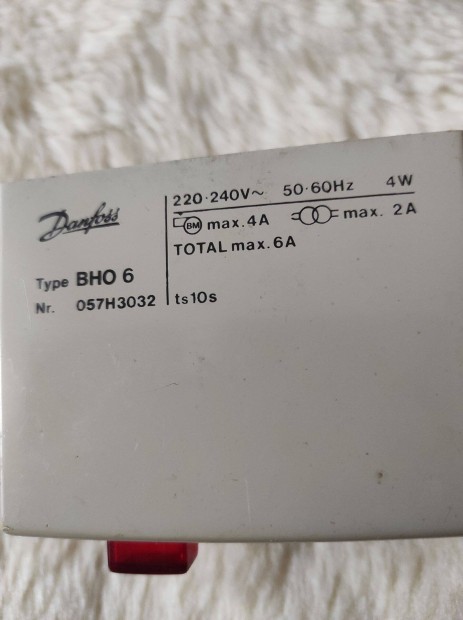 Danfoss
Type BHO 6
Nr. 057H3032
220-240V~ 50-60Hz 4W
BM max. 4A max. 2A
TOTAL max. 6A
ts10s